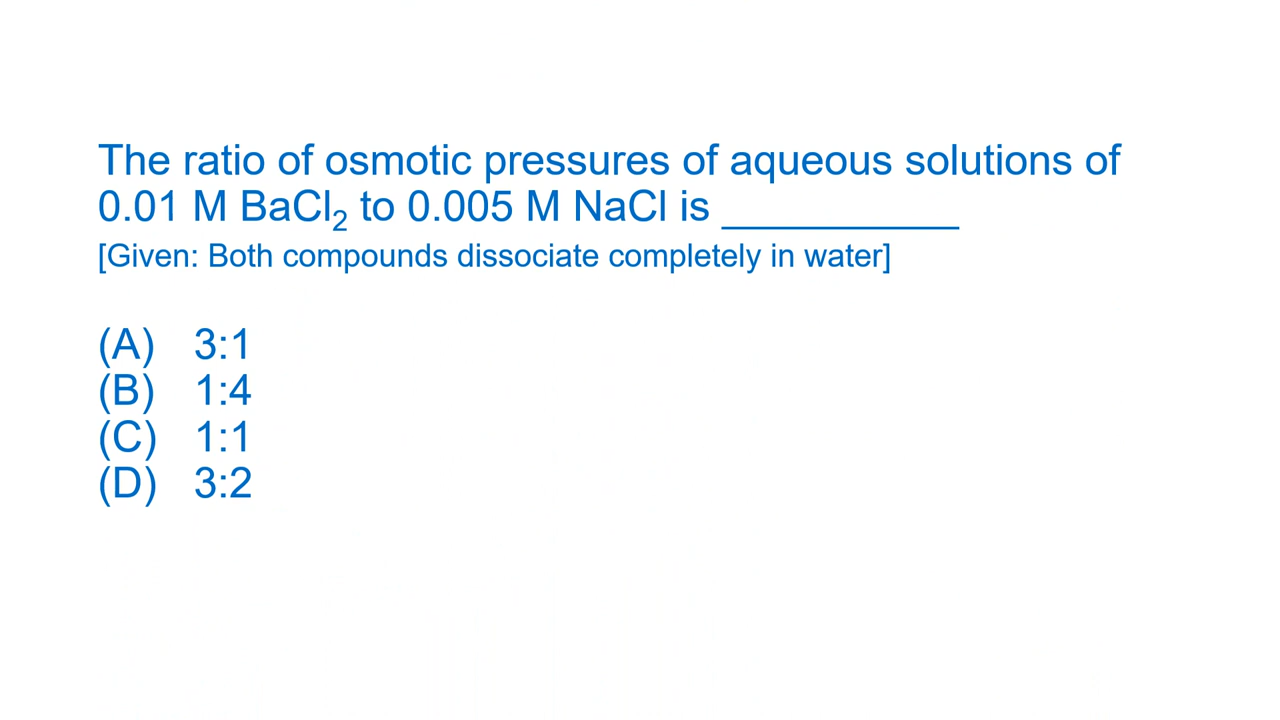 The ratio of osmotic pressures of aqueous solutions of
0.01 M BaCl₂ to 0.005 M NaCl is ___________
[Given: Both compounds dissociate completely in water]
(A) 3:1
(B) 1:4
(C) 1:1
(D) 3:2